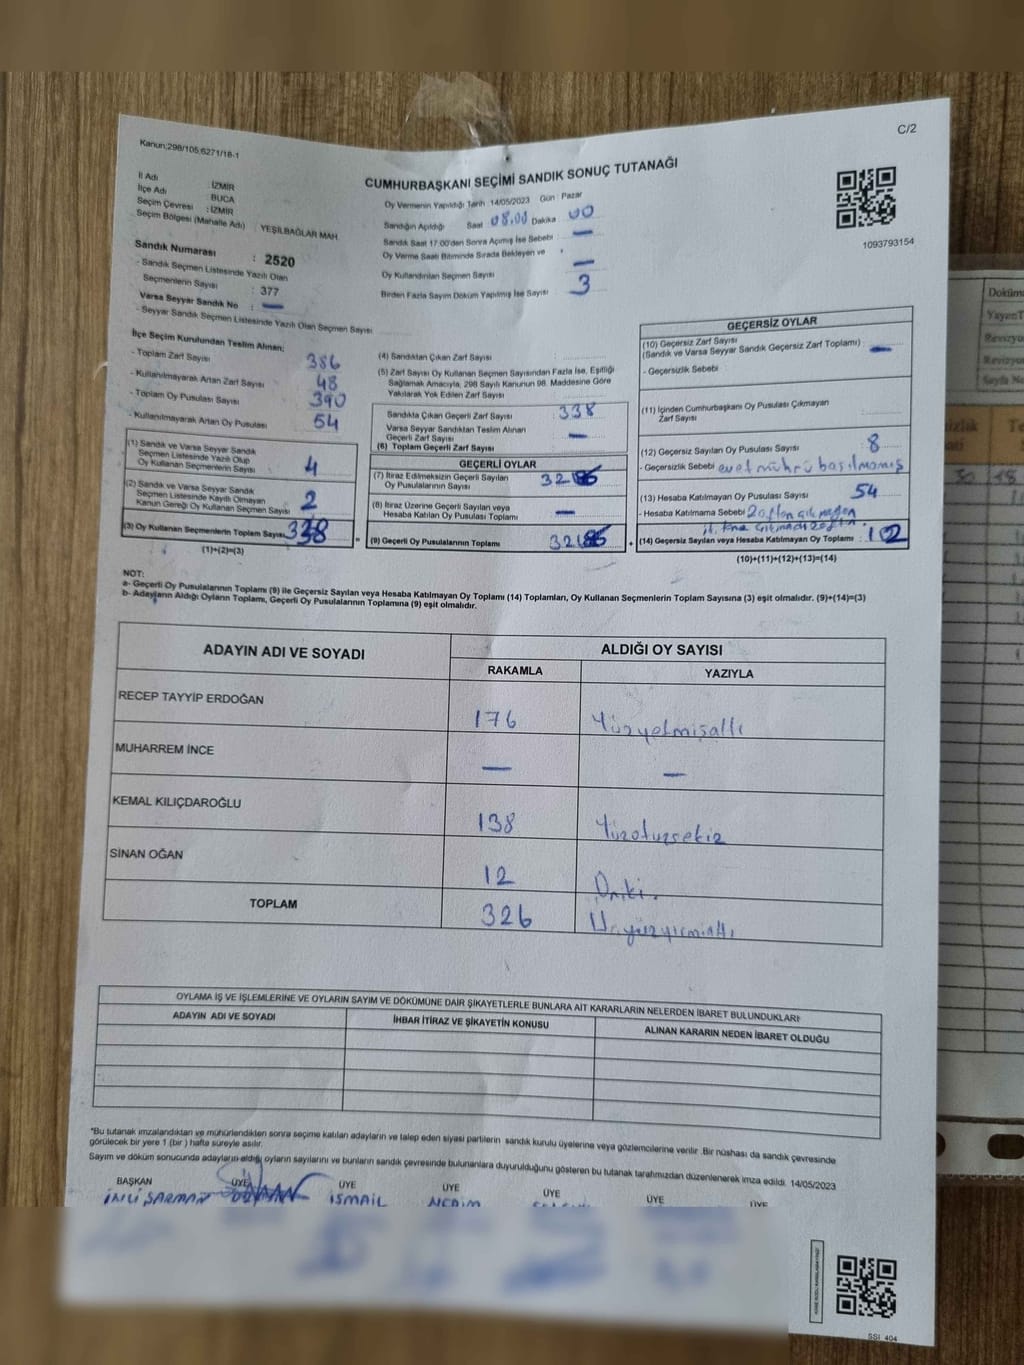 C/2
Kanun;298/105;6271/16-1
CUMHURBAŞKANI SEÇİMİ SANDIK SONUÇ TUTANAĞI
İl Adı : İZMİR
İlçe Adı : BUCA
Seçim Çevresi : İZMİR
Seçim Bölgesi (Mahalle Adı) : YEŞİLBAĞLAR MAH.
Sandık Numarası : 2520
- Sandık Seçmen Listesinde Yazılı Olan
Seçmenlerin Sayısı : 377
Varsa Seyyar Sandık No : —
- Seyyar Sandık Seçmen Listesinde Yazılı Olan Seçmen Sayısı
Oy Vermenin Yapıldığı Tarih :14/05/2023 Gün : Pazar
Sandığın Açıldığı Saat 08.00 Dakika 00
Sandık Saat 17.00'den Sonra Açılmış İse Sebebi : —
Oy Verme Saati Bitiminde Sırada Bekleyen ve
Oy Kullandırılan Seçmen Sayısı —
Birden Fazla Sayım Döküm Yapılmış İse Sayısı 3
1093793154
İlçe Seçim Kurulundan Teslim Alınan;
- Toplam Zarf Sayısı 386
- Kullanılmayarak Artan Zarf Sayısı 48
- Toplam Oy Pusulası Sayısı 390
- Kullanılmayarak Artan Oy Pusulası 54
(1) Sandık ve Varsa Seyyar Sandık
Seçmen Listesinde Yazılı Olup
Oy Kullanan Seçmenlerin Sayısı 4
(2) Sandık ve Varsa Seyyar Sandık
Seçmen Listesinde Kayıtlı Olmayan
Kanun Gereği Oy Kullanan Seçmen Sayısı 2
(3) Oy Kullanan Seçmenlerin Toplam Sayısı 338
(1)+(2)=(3)
(4) Sandıktan Çıkan Zarf Sayısı
(5) Zarf Sayısı Oy Kullanan Seçmen Sayısından Fazla İse, Eşitliği
Sağlamak Amacıyla, 298 Sayılı Kanunun 98. Maddesine Göre
Yakılarak Yok Edilen Zarf Sayısı
Sandıkta Çıkan Geçerli Zarf Sayısı 338
Varsa Seyyar Sandıktan Teslim Alınan
Geçerli Zarf Sayısı —
(6) Toplam Geçerli Zarf Sayısı
GEÇERLİ OYLAR
(7) İtiraz Edilmeksizin Geçerli Sayılan
Oy Pusulalarının Sayısı
(8) İtiraz Üzerine Geçerli Sayılan veya
Hesaba Katılan Oy Pusulası Toplamı —
(9) Geçerli Oy Pusulalarının Toplamı
GEÇERSİZ OYLAR
(10) Geçersiz Zarf Sayısı
(Sandık ve Varsa Seyyar Sandık Geçersiz Zarf Toplamı) : —
- Geçersizlik Sebebi
(11) İçinden Cumhurbaşkanı Oy Pusulası Çıkmayan
Zarf Sayısı
(12) Geçersiz Sayılan Oy Pusulası Sayısı 8
- Geçersizlik Sebebi evet mührü basılmamış
(13) Hesaba Katılmayan Oy Pusulası Sayısı 54
- Hesaba Katılmama Sebebi
(14) Geçersiz Sayılan veya Hesaba Katılmayan Oy Toplamı : 102
(10)+(11)+(12)+(13)=(14)
NOT:
a- Geçerli Oy Pusulalarının Toplamı (9) ile Geçersiz Sayılan veya Hesaba Katılmayan Oy Toplamı (14) Toplamları, Oy Kullanan Seçmenlerin Toplam Sayısına (3) eşit olmalıdır. (9)+(14)=(3)
b- Adayların Aldığı Oyların Toplamı, Geçerli Oy Pusulalarının Toplamına (9) eşit olmalıdır.
ADAYIN ADI VE SOYADI
ALDIĞI OY SAYISI
RAKAMLA YAZIYLA
RECEP TAYYİP ERDOĞAN 176 Yüzyetmişaltı
MUHARREM İNCE — —
KEMAL KILIÇDAROĞLU 138 Yüzotuzsekiz
SİNAN OĞAN 12 Oniki.
TOPLAM 326 Üçyüzyirmialtı
OYLAMA İŞ VE İŞLEMLERİNE VE OYLARIN SAYIM VE DÖKÜMÜNE DAİR ŞİKAYETLERLE BUNLARA AİT KARARLARIN NELERDEN İBARET BULUNDUKLARI
ADAYIN ADI VE SOYADI
İHBAR İTİRAZ VE ŞİKAYETİN KONUSU
ALINAN KARARIN NEDEN İBARET OLDUĞU
*Bu tutanak imzalandıktan ve mühürlendikten sonra seçime katılan adayların ve talep eden siyasi partilerin sandık kurulu üyelerine veya gözlemcilerine verilir .Bir nüshası da sandık çevresinde
görülecek bir yere 1 (bir ) hafta süreyle asılır.
Sayım ve döküm sonucunda adayların aldığı oyların sayılarını ve bunların sandık çevresinde bulunanlara duyurulduğunu gösteren bu tutanak tarafımızdan düzenlenerek imza edildi. 14/05/2023
BAŞKAN ÜYE ÜYE ÜYE ÜYE ÜYE ÜYE
İSMAİL
SSI_404